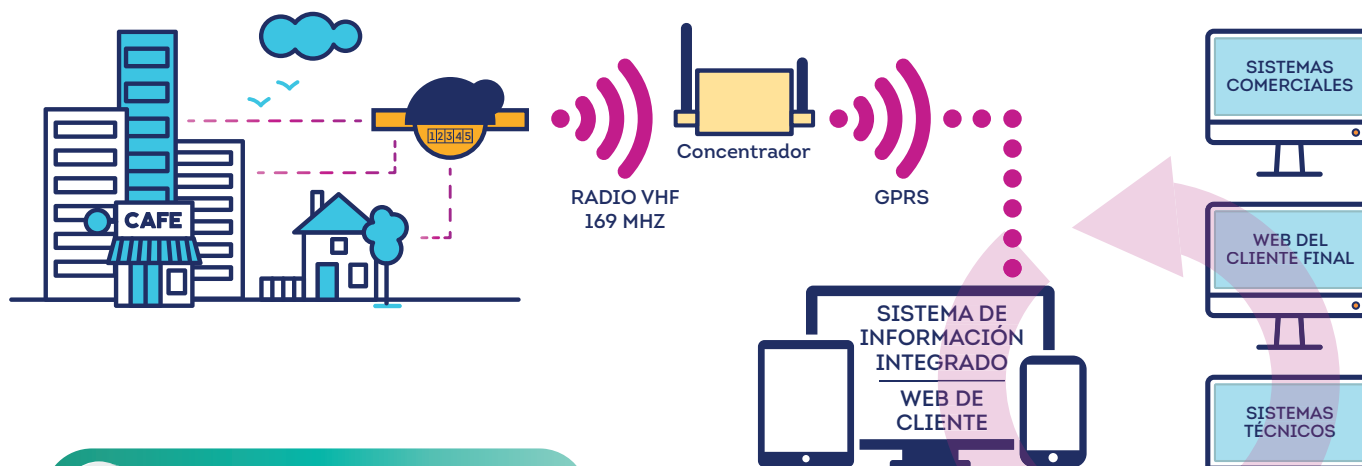 CAFE
12345
RADIO VHF
169 MHZ
Concentrador
GPRS
SISTEMA DE
INFORMACIÓN
INTEGRADO
WEB DE
CLIENTE
SISTEMAS
COMERCIALES
WEB DEL
CLIENTE FINAL
SISTEMAS
TÉCNICOS